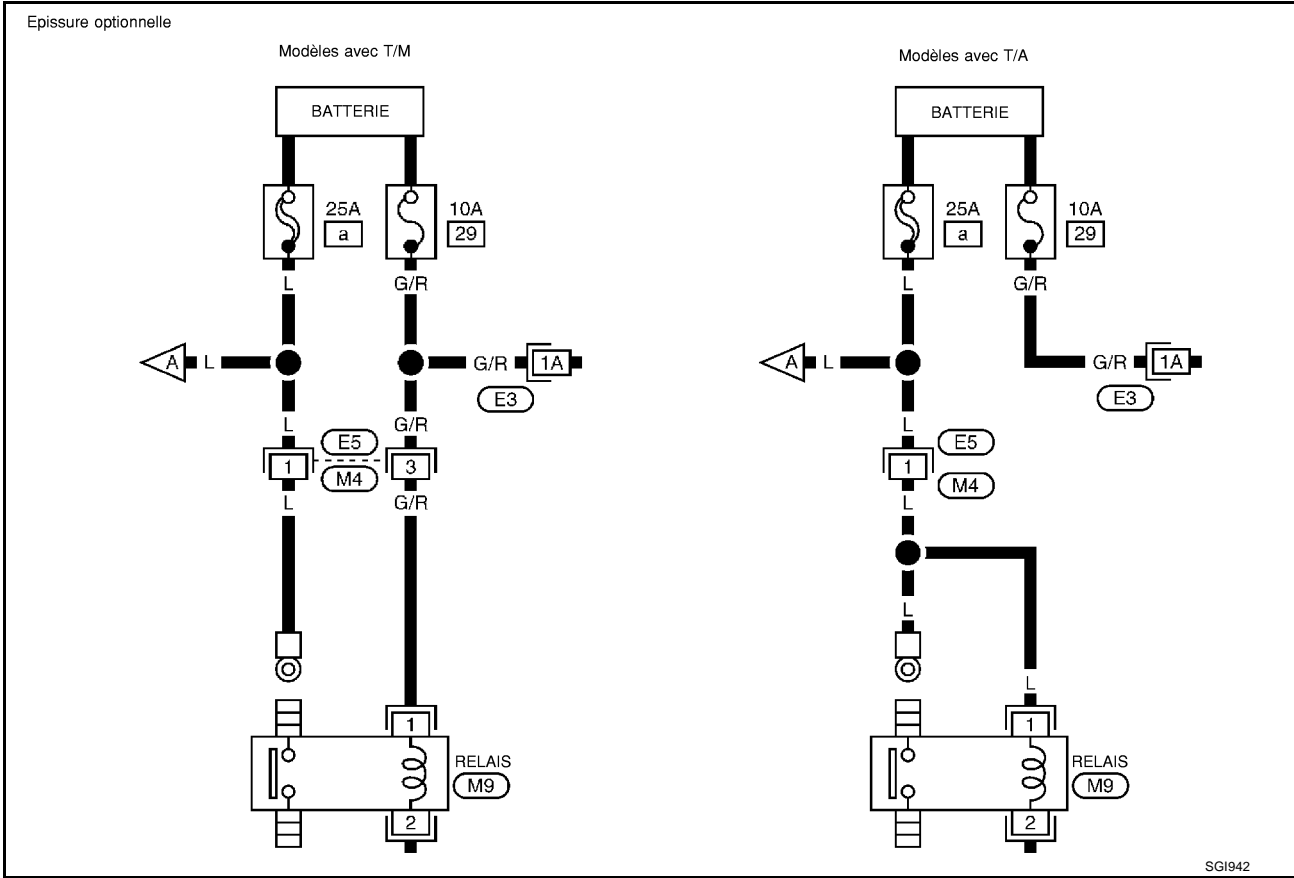 Epissure optionnelle
Modèles avec T/M
BATTERIE
25A
a
10A
29
L
G/R
A
L
G/R
1A
E3
L
G/R
E5
1
3
M4
L
G/R
1
RELAIS
M9
2
Modèles avec T/A
BATTERIE
25A
a
10A
29
L
G/R
A
L
G/R
1A
E3
L
E5
1
M4
L
L
L
1
RELAIS
M9
2
SGI942